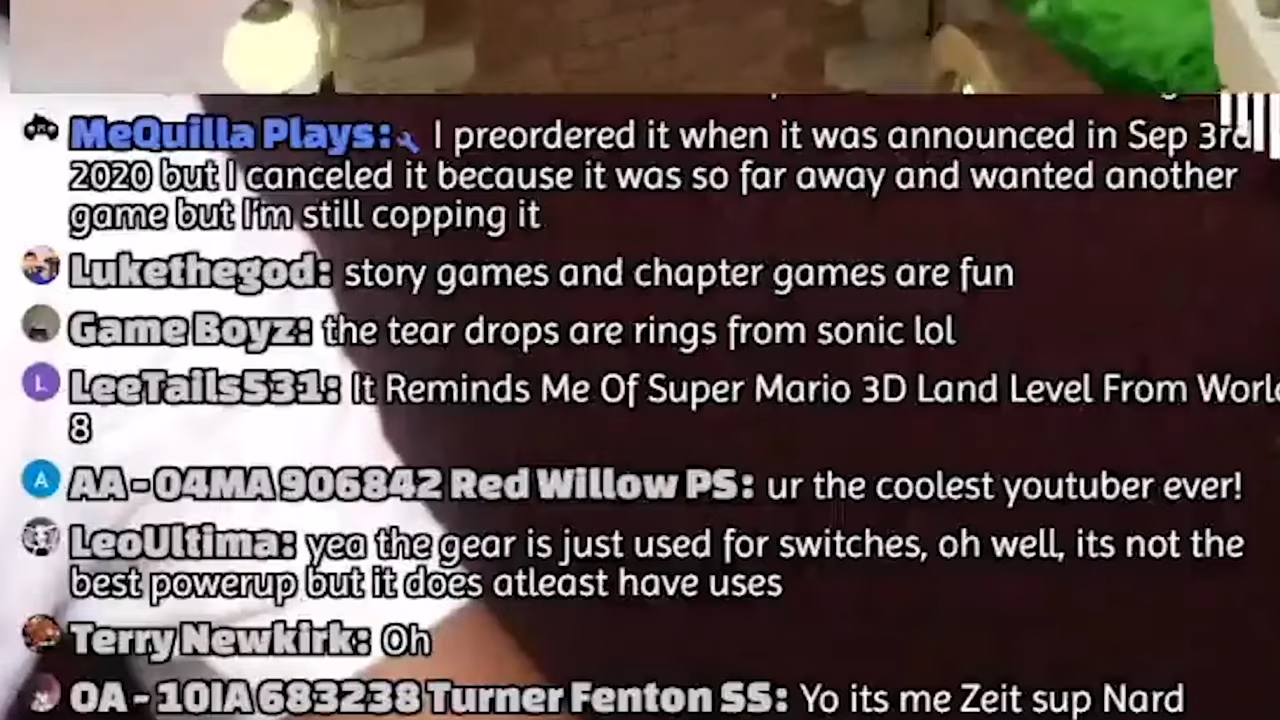 MeQuilla Plays: I preordered it when it was announced in Sep 3rd
2020 but I canceled it because it was so far away and wanted another
game but I'm still copping it
Lukethegod: story games and chapter games are fun
Game Boyz: the tear drops are rings from sonic lol
L LeeTails531: It Reminds Me Of Super Mario 3D Land Level From World
8
A AA - 04MA 906842 Red Willow PS: ur the coolest youtuber ever!
LeoUltima: yea the gear is just used for switches, oh well, its not the
best powerup but it does atleast have uses
Terry Newkirk: Oh
OA - 10IA 683238 Turner Fenton SS: Yo its me Zeit sup Nard